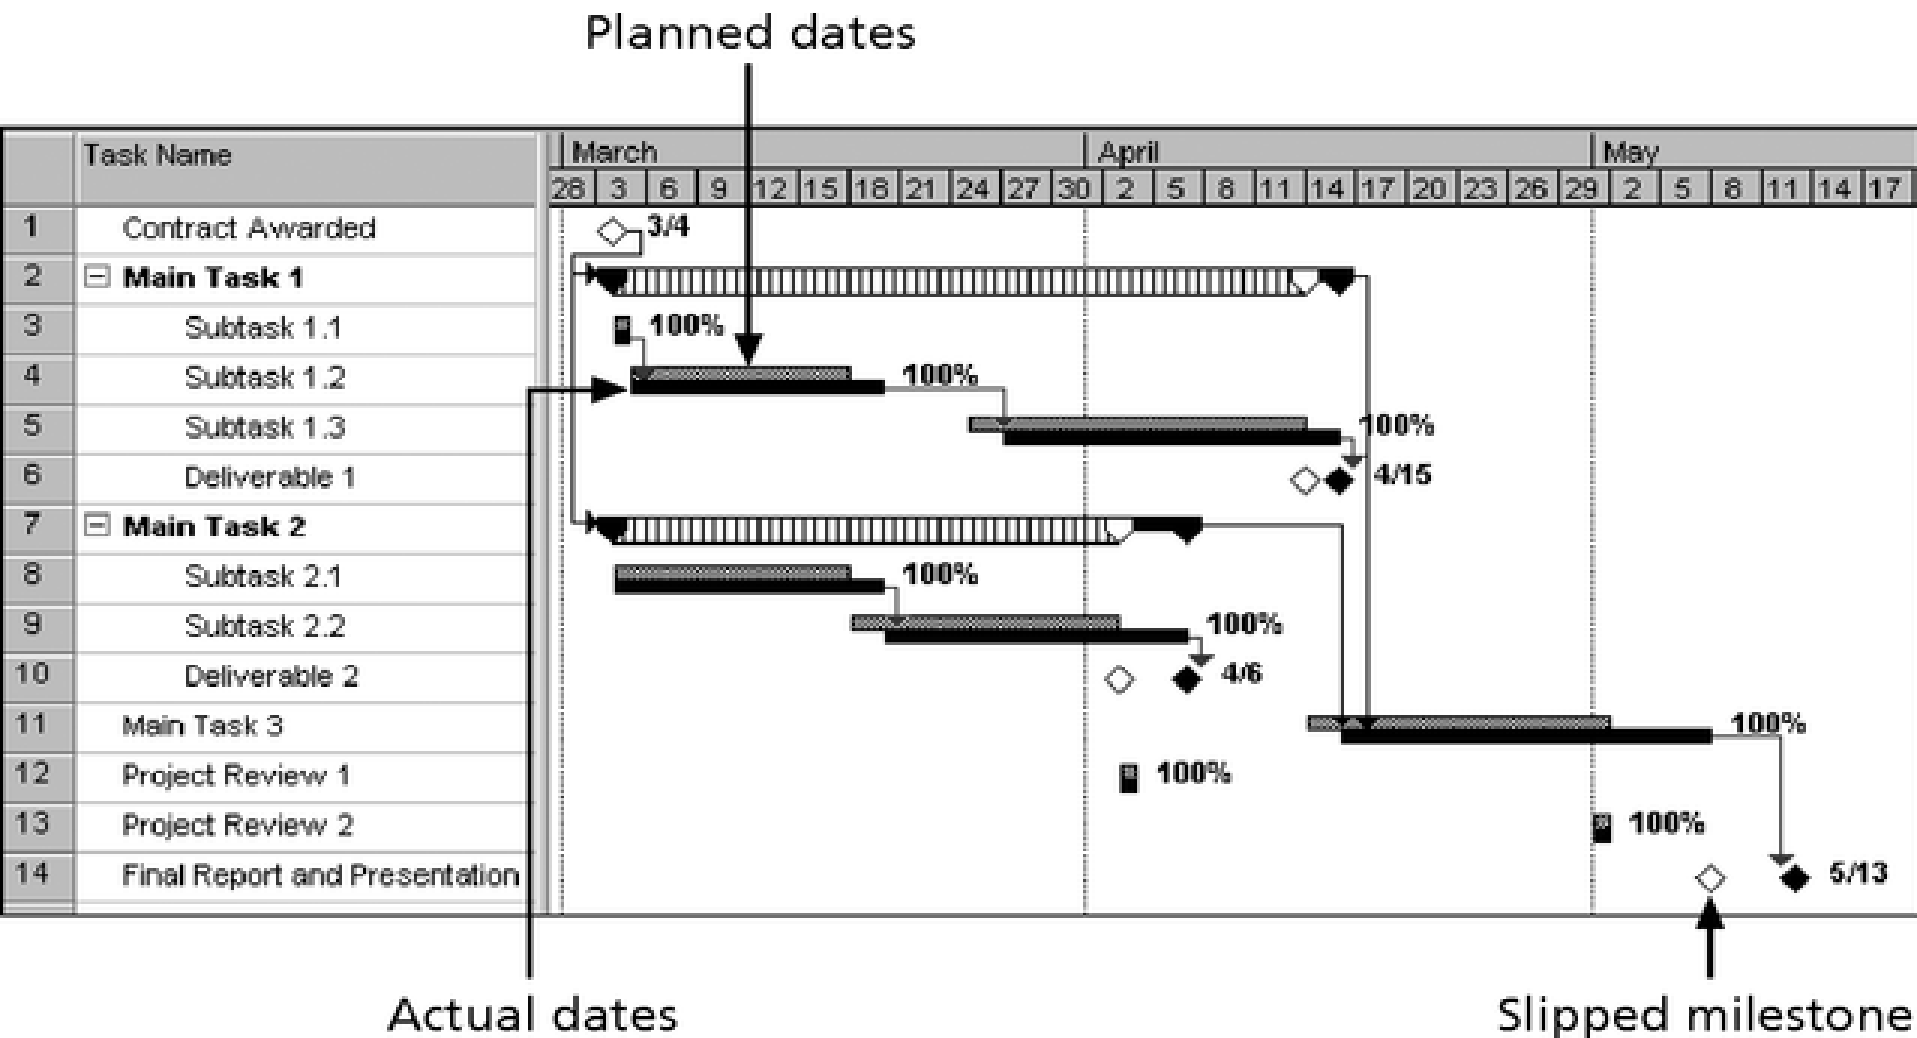 Planned dates
Task Name March April May
28 3 6 9 12 15 18 21 24 27 30 2 5 8 11 14 17 20 23 26 29 2 5 8 11 14 17
1 Contract Awarded 3/4
2 Main Task 1
3 Subtask 1.1 100%
4 Subtask 1.2 100%
5 Subtask 1.3 100%
6 Deliverable 1 4/15
7 Main Task 2
8 Subtask 2.1 100%
9 Subtask 2.2 100%
10 Deliverable 2 4/6
11 Main Task 3 100%
12 Project Review 1 100%
13 Project Review 2 100%
14 Final Report and Presentation 5/13
Actual dates Slipped milestone